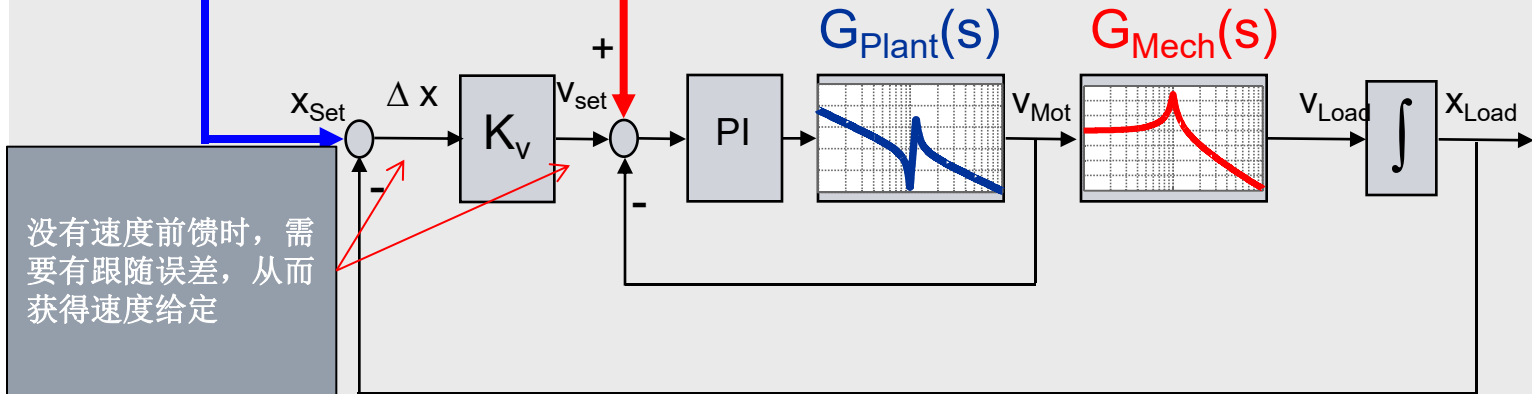 G_Plant(s) G_Mech(s)
+
x_Set Δ x K_v v_set PI v_Mot v_Load ∫ x_Load
-
-
没有速度前馈时，需
要有跟随误差，从而
获得速度给定